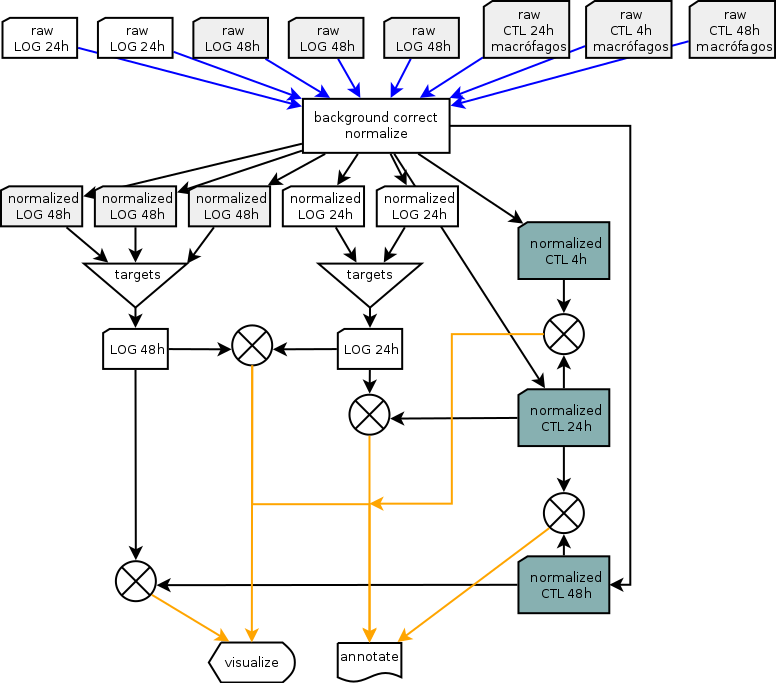 raw
LOG 24h
raw
LOG 24h
raw
LOG 48h
raw
LOG 48h
raw
LOG 48h
raw
CTL 24h
macrófagos
raw
CTL 4h
macrófagos
raw
CTL 48h
macrófagos
background correct
normalize
normalized
LOG 48h
normalized
LOG 48h
normalized
LOG 48h
normalized
LOG 24h
normalized
LOG 24h
normalized
CTL 4h
targets
targets
LOG 48h
LOG 24h
normalized
CTL 24h
normalized
CTL 48h
visualize
annotate